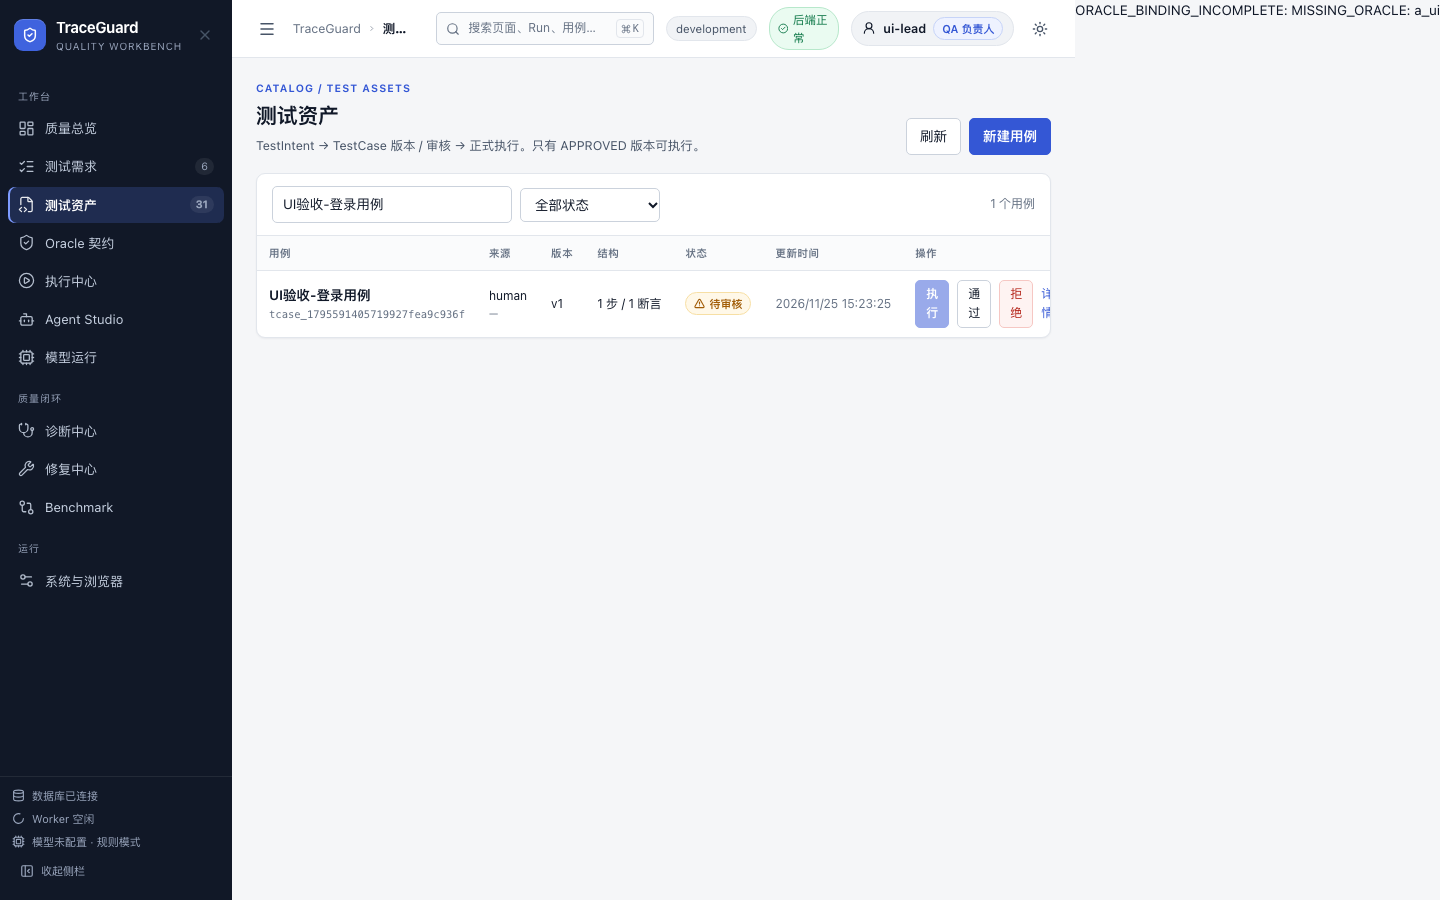 TraceGuard
QUALITY WORKBENCH
工作台
质量总览
测试需求 6
测试资产 31
Oracle 契约
执行中心
Agent Studio
模型运行
质量闭环
诊断中心
修复中心
Benchmark
运行
系统与浏览器
数据库已连接
Worker 空闲
模型未配置 · 规则模式
收起侧栏
TraceGuard › 测...
搜索页面、Run、用例... ⌘K
development
后端正
常
ui-lead QA 负责人
ORACLE_BINDING_INCOMPLETE: MISSING_ORACLE: a_ui
CATALOG / TEST ASSETS
测试资产
TestIntent → TestCase 版本 / 审核 → 正式执行。只有 APPROVED 版本可执行。
刷新 新建用例
UI验收-登录用例 全部状态 1 个用例
用例 来源 版本 结构 状态 更新时间 操作
UI验收-登录用例
tcase_1795591405719927fea9c936f
human
—
v1
1 步 / 1 断言
待审核
2026/11/25 15:23:25
执
行
通
过
拒
绝
详
情